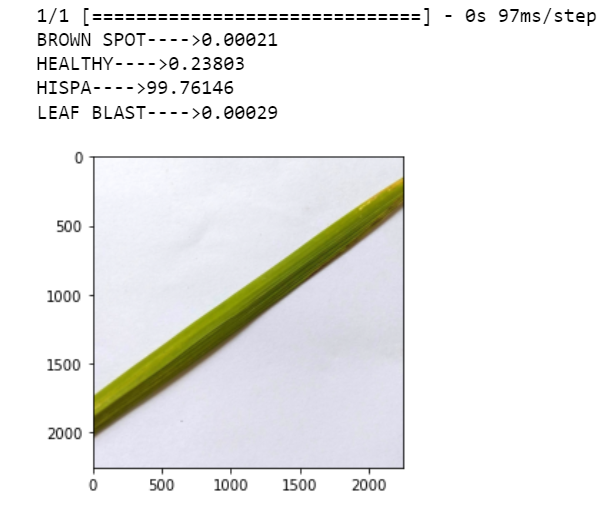 1/1 [==============================] - 0s 97ms/step
BROWN SPOT---->0.00021
HEALTHY---->0.23803
HISPA---->99.76146
LEAF BLAST---->0.00029
0
500
1000
1500
2000
0 500 1000 1500 2000